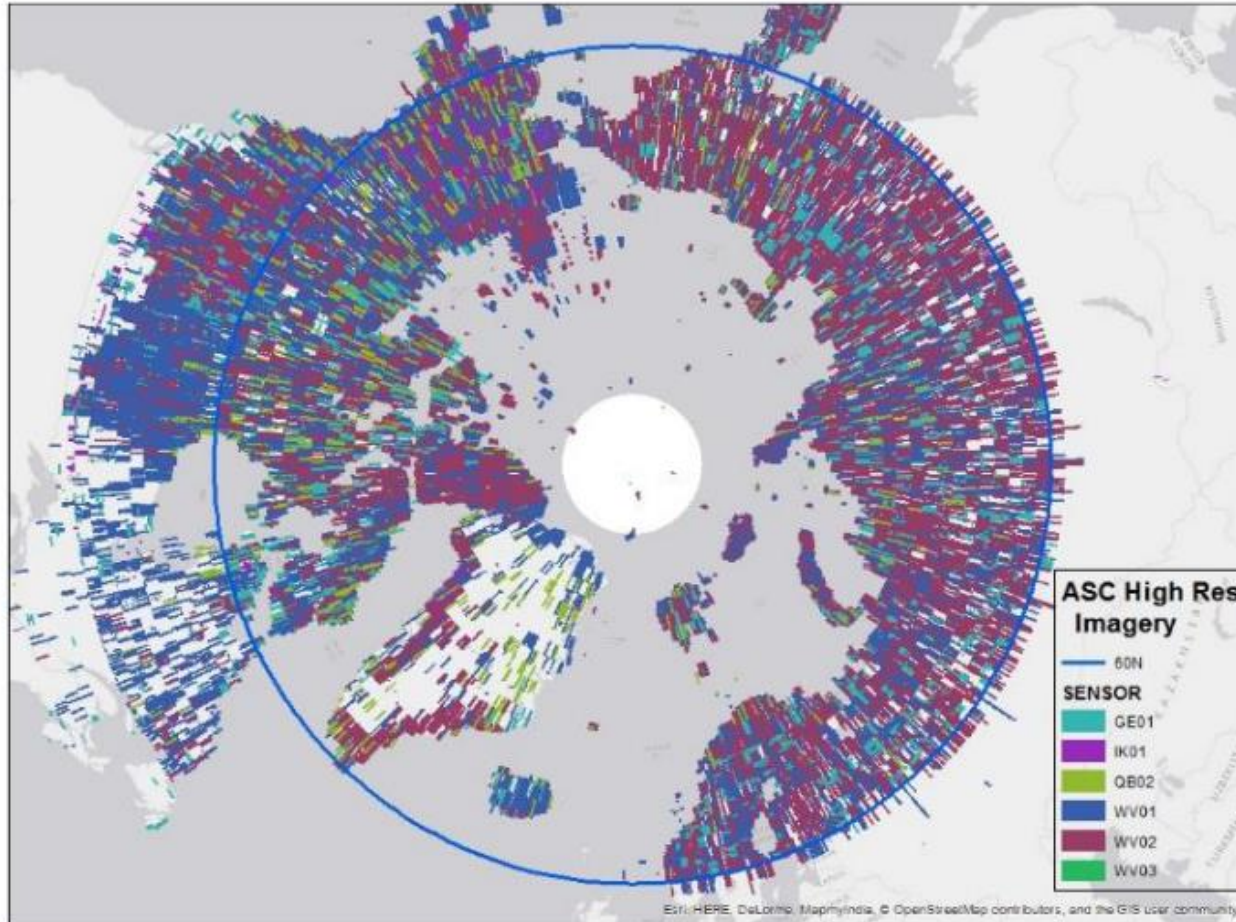 ASC High Res
Imagery
60N
SENSOR
GE01
IK01
QB02
WV01
WV02
WV03
Esri, HERE, DeLorme, MapmyIndia, © OpenStreetMap contributors, and the GIS user community